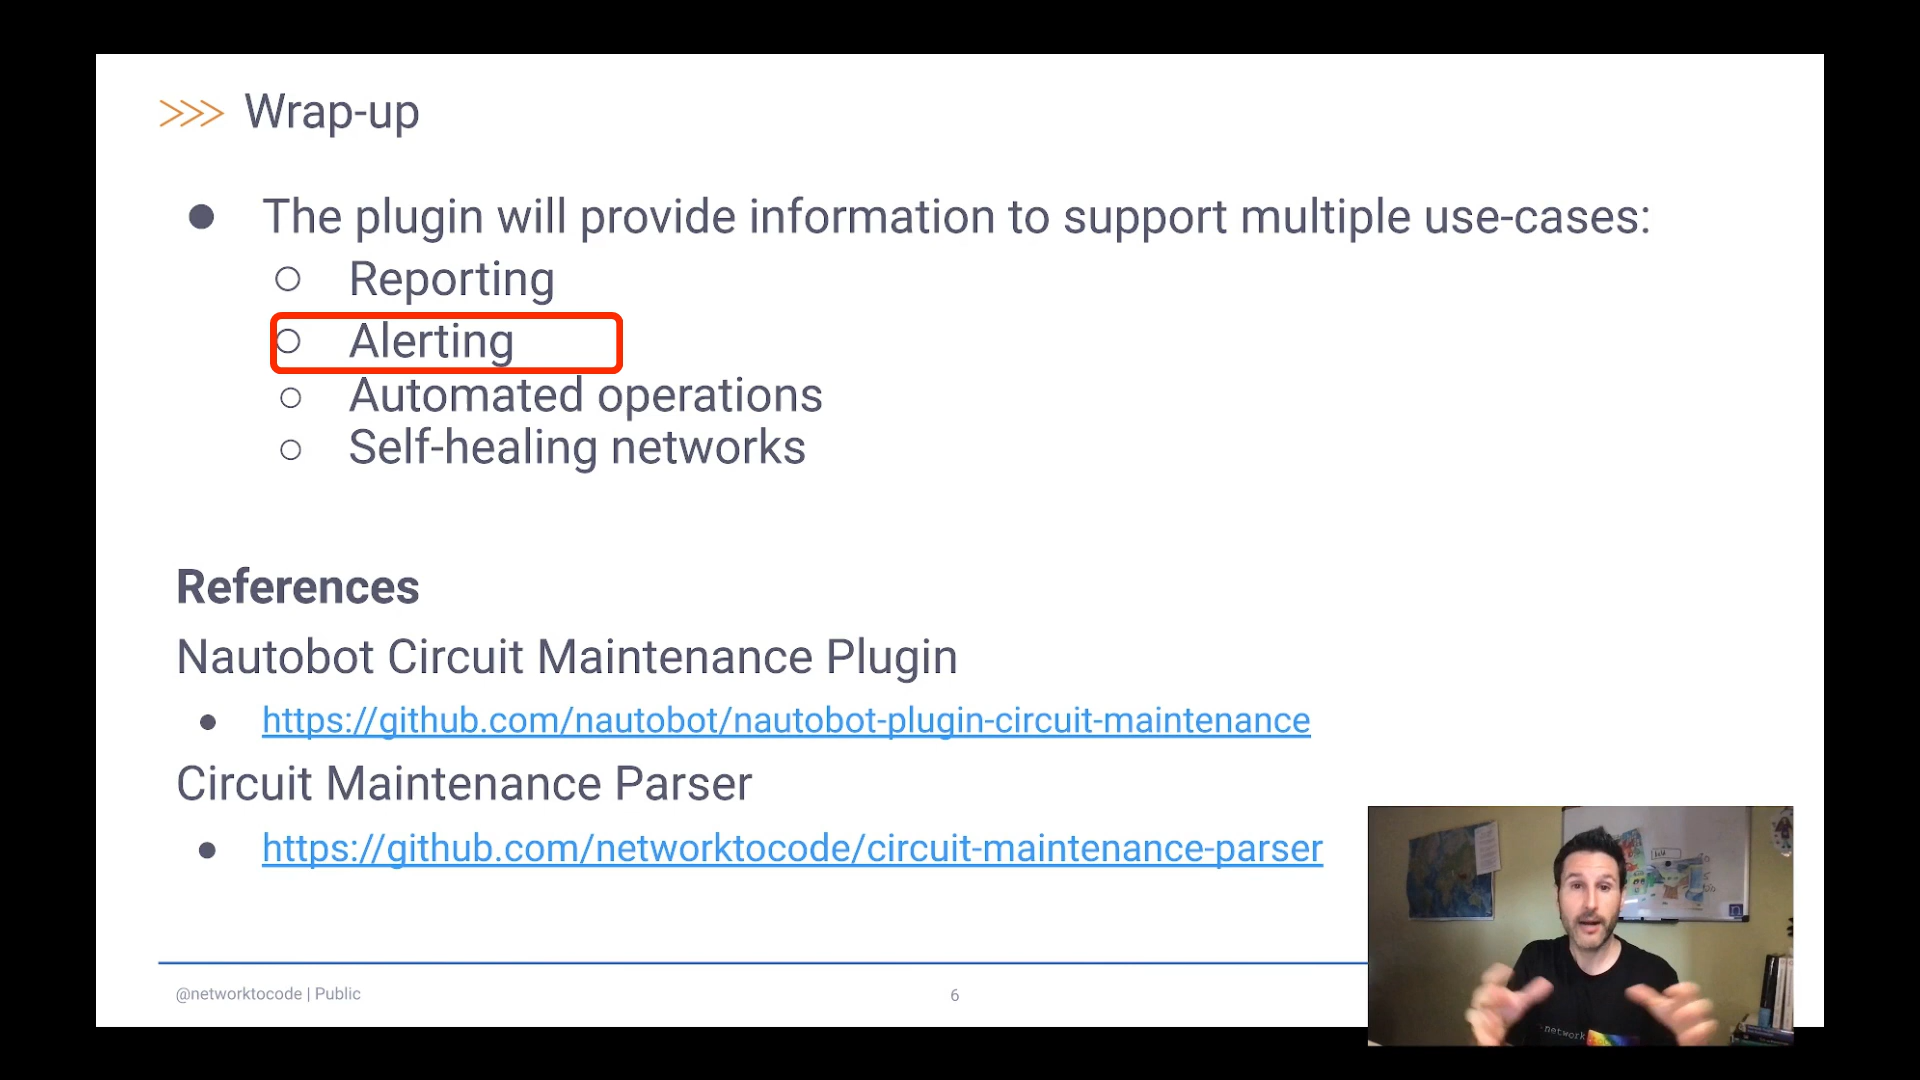 >>> Wrap-up
● The plugin will provide information to support multiple use-cases:
○ Reporting
○ Alerting
○ Automated operations
○ Self-healing networks
References
Nautobot Circuit Maintenance Plugin
● https://github.com/nautobot/nautobot-plugin-circuit-maintenance
Circuit Maintenance Parser
● https://github.com/networktocode/circuit-maintenance-parser
@networktocode | Public
6
network